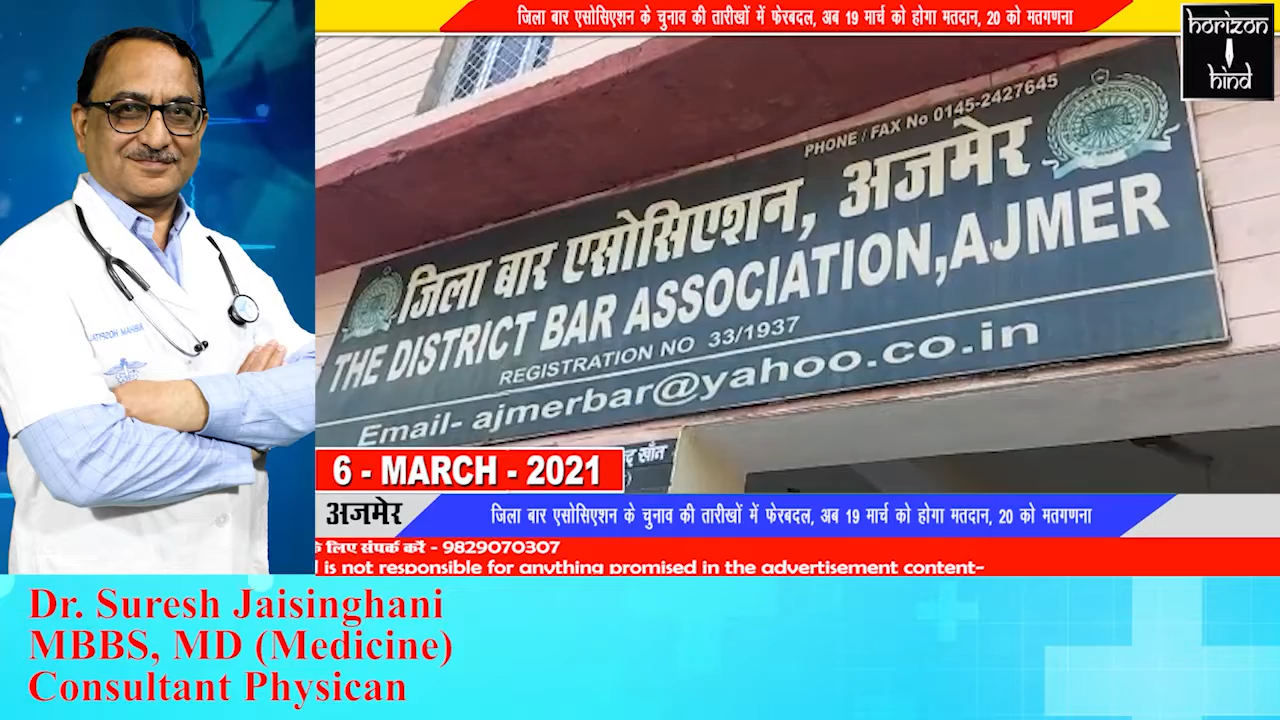 जिला बार एसोसिएशन के चुनाव की तारीखों में फेरबदल, अब 19 मार्च को होगा मतदान, 20 को मतगणना
horizon
hind
PHONE / FAX No 0145-2427645
जिला बार एसोसिएशन, अजमेर
THE DISTRICT BAR ASSOCIATION,AJMER
REGISTRATION NO 33/1937
Email- ajmerbar@yahoo.co.in
6 - MARCH - 2021
अजमेर
जिला बार एसोसिएशन के चुनाव की तारीखों में फेरबदल, अब 19 मार्च को होगा मतदान, 20 को मतगणना
के लिए संपर्क करें - 9829070307
is not responsible for anything promised in the advertisement content-
Dr. Suresh Jaisinghani
MBBS, MD (Medicine)
Consultant Physican